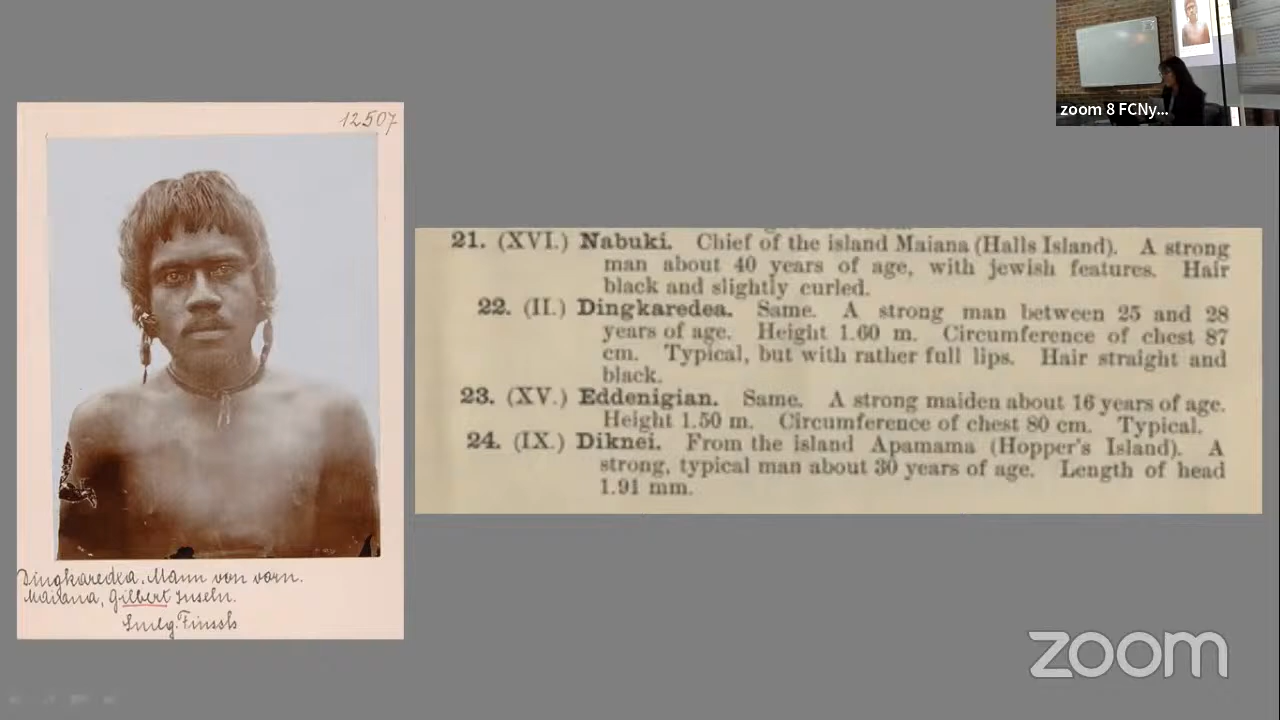 12507
Dingkaredea, Mann von vorn.
Maiana, Gilbert Inseln.
Smlg. Finsch
21. (XVI.) Nabuki. Chief of the island Maiana (Halls Island). A strong
man about 40 years of age, with jewish features. Hair
black and slightly curled.
22. (II.) Dingkaredea. Same. A strong man between 25 and 28
years of age. Height 1.60 m. Circumference of chest 87
cm. Typical, but with rather full lips. Hair straight and
black.
23. (XV.) Eddenigian. Same. A strong maiden about 16 years of age.
Height 1.50 m. Circumference of chest 80 cm. Typical.
24. (IX.) Diknei. From the island Apamama (Hopper's Island). A
strong, typical man about 30 years of age. Length of head
1.91 mm.
zoom 8 FCNy...
zoom